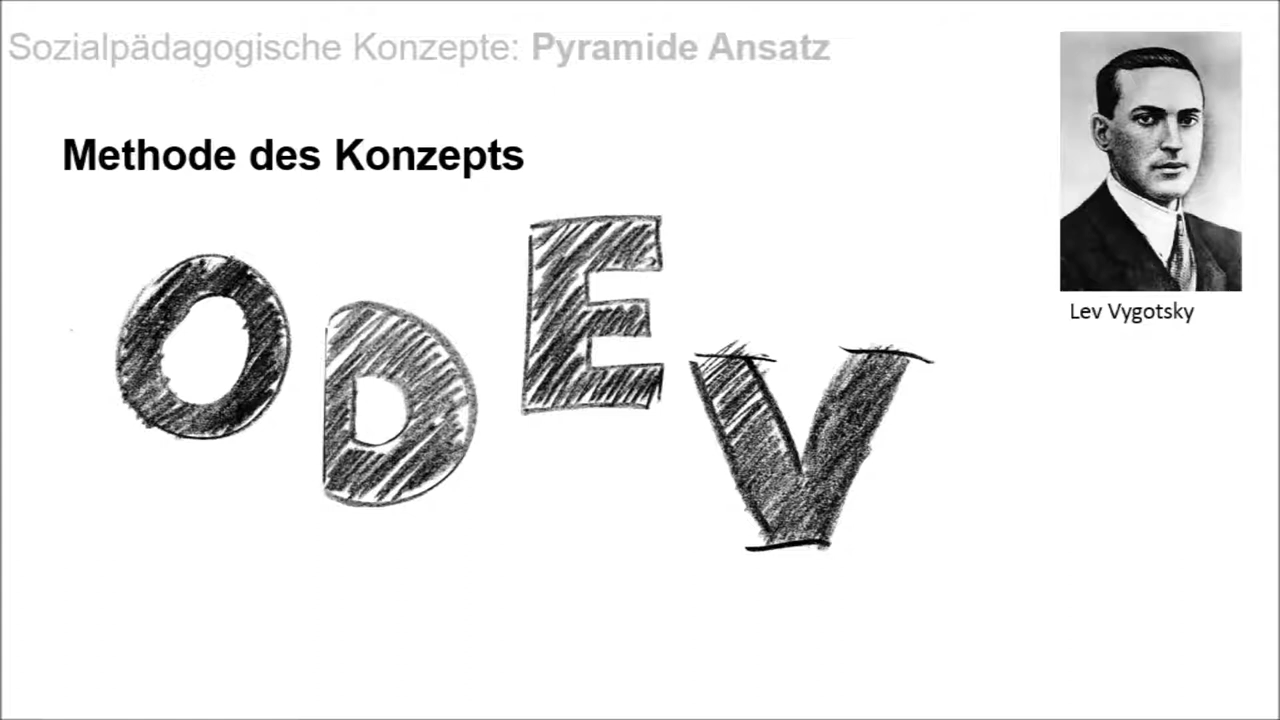 Sozialpädagogische Konzepte: Pyramide Ansatz
Methode des Konzepts
ODEV
Lev Vygotsky